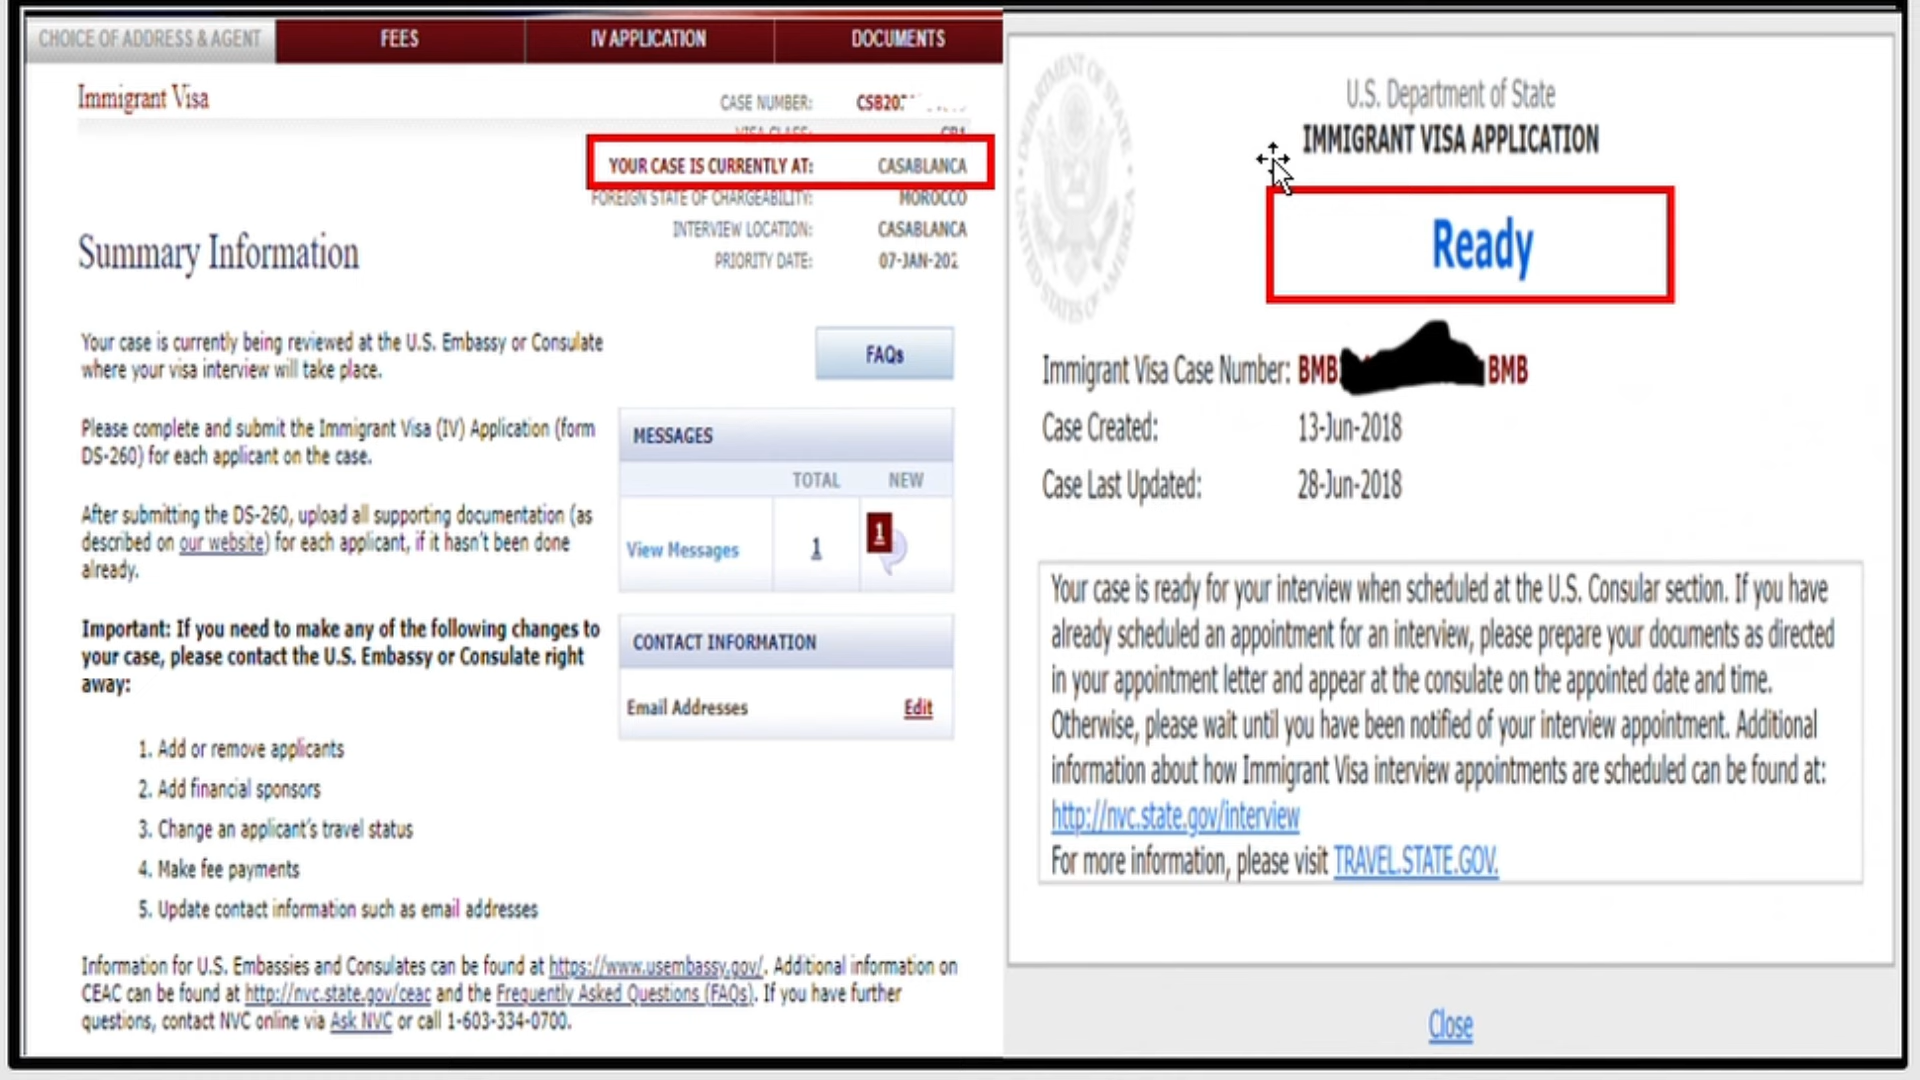 CHOICE OF ADDRESS & AGENT
FEES
IV APPLICATION
DOCUMENTS
Immigrant Visa
CASE NUMBER: CSB20
VISA CLASS: CR1
YOUR CASE IS CURRENTLY AT: CASABLANCA
FOREIGN STATE OF CHARGEABILITY: MOROCCO
INTERVIEW LOCATION: CASABLANCA
PRIORITY DATE: 07-JAN-202
Summary Information
Your case is currently being reviewed at the U.S. Embassy or Consulate
where your visa interview will take place.
FAQs
Please complete and submit the Immigrant Visa (IV) Application (form
DS-260) for each applicant on the case.
After submitting the DS-260, upload all supporting documentation (as
described on our website) for each applicant, if it hasn't been done
already.
Important: If you need to make any of the following changes to
your case, please contact the U.S. Embassy or Consulate right
away:
1. Add or remove applicants
2. Add financial sponsors
3. Change an applicant's travel status
4. Make fee payments
5. Update contact information such as email addresses
MESSAGES
TOTAL NEW
View Messages 1 1
CONTACT INFORMATION
Email Addresses Edit
Information for U.S. Embassies and Consulates can be found at https://www.usembassy.gov/. Additional information on
CEAC can be found at http://nvc.state.gov/ceac and the Frequently Asked Questions (FAQs). If you have further
questions, contact NVC online via Ask NVC or call 1-603-334-0700.
DEPARTMENT OF STATE
UNITED STATES OF AMERICA
U.S. Department of State
IMMIGRANT VISA APPLICATION
Ready
Immigrant Visa Case Number: BMB BMB
Case Created: 13-Jun-2018
Case Last Updated: 28-Jun-2018
Your case is ready for your interview when scheduled at the U.S. Consular section. If you have
already scheduled an appointment for an interview, please prepare your documents as directed
in your appointment letter and appear at the consulate on the appointed date and time.
Otherwise, please wait until you have been notified of your interview appointment. Additional
information about how Immigrant Visa interview appointments are scheduled can be found at:
http://nvc.state.gov/interview
For more information, please visit TRAVEL.STATE.GOV.
Close